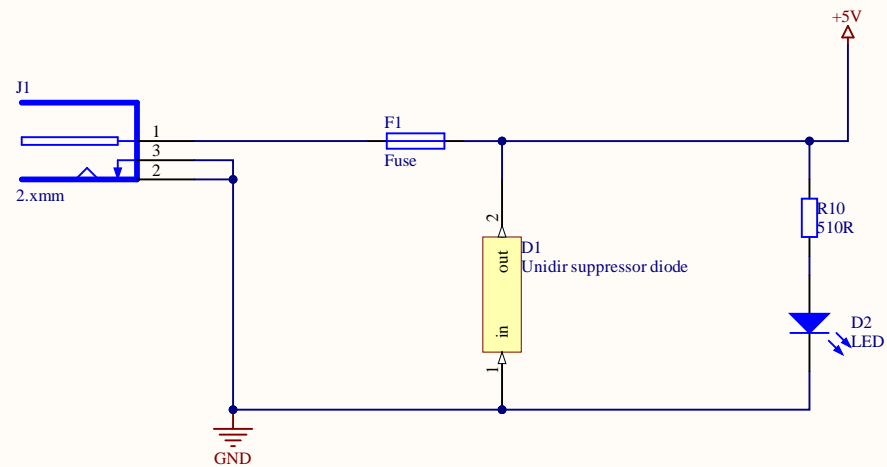 +5V
J1
1
3
2
2.xmm
F1
Fuse
2
out
in
1
D1
Unidir suppressor diode
R10
510R
D2
LED
GND